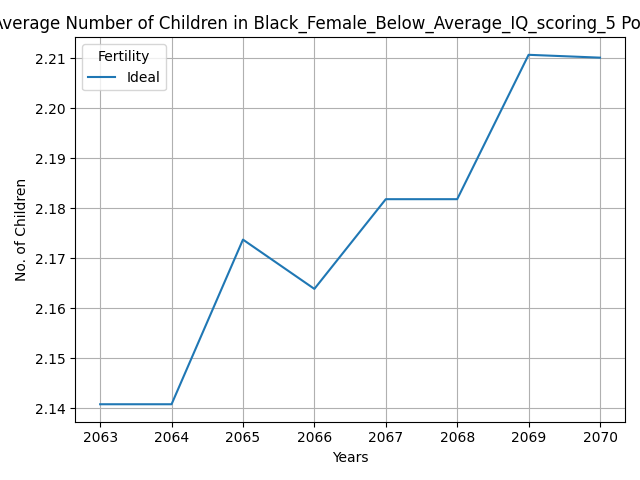 Average Number of Children in Black_Female_Below_Average_IQ_scoring_5 Po
Fertility
Ideal
2.21
2.20
2.19
2.18
2.17
2.16
2.15
2.14
No. of Children
2063 2064 2065 2066 2067 2068 2069 2070
Years